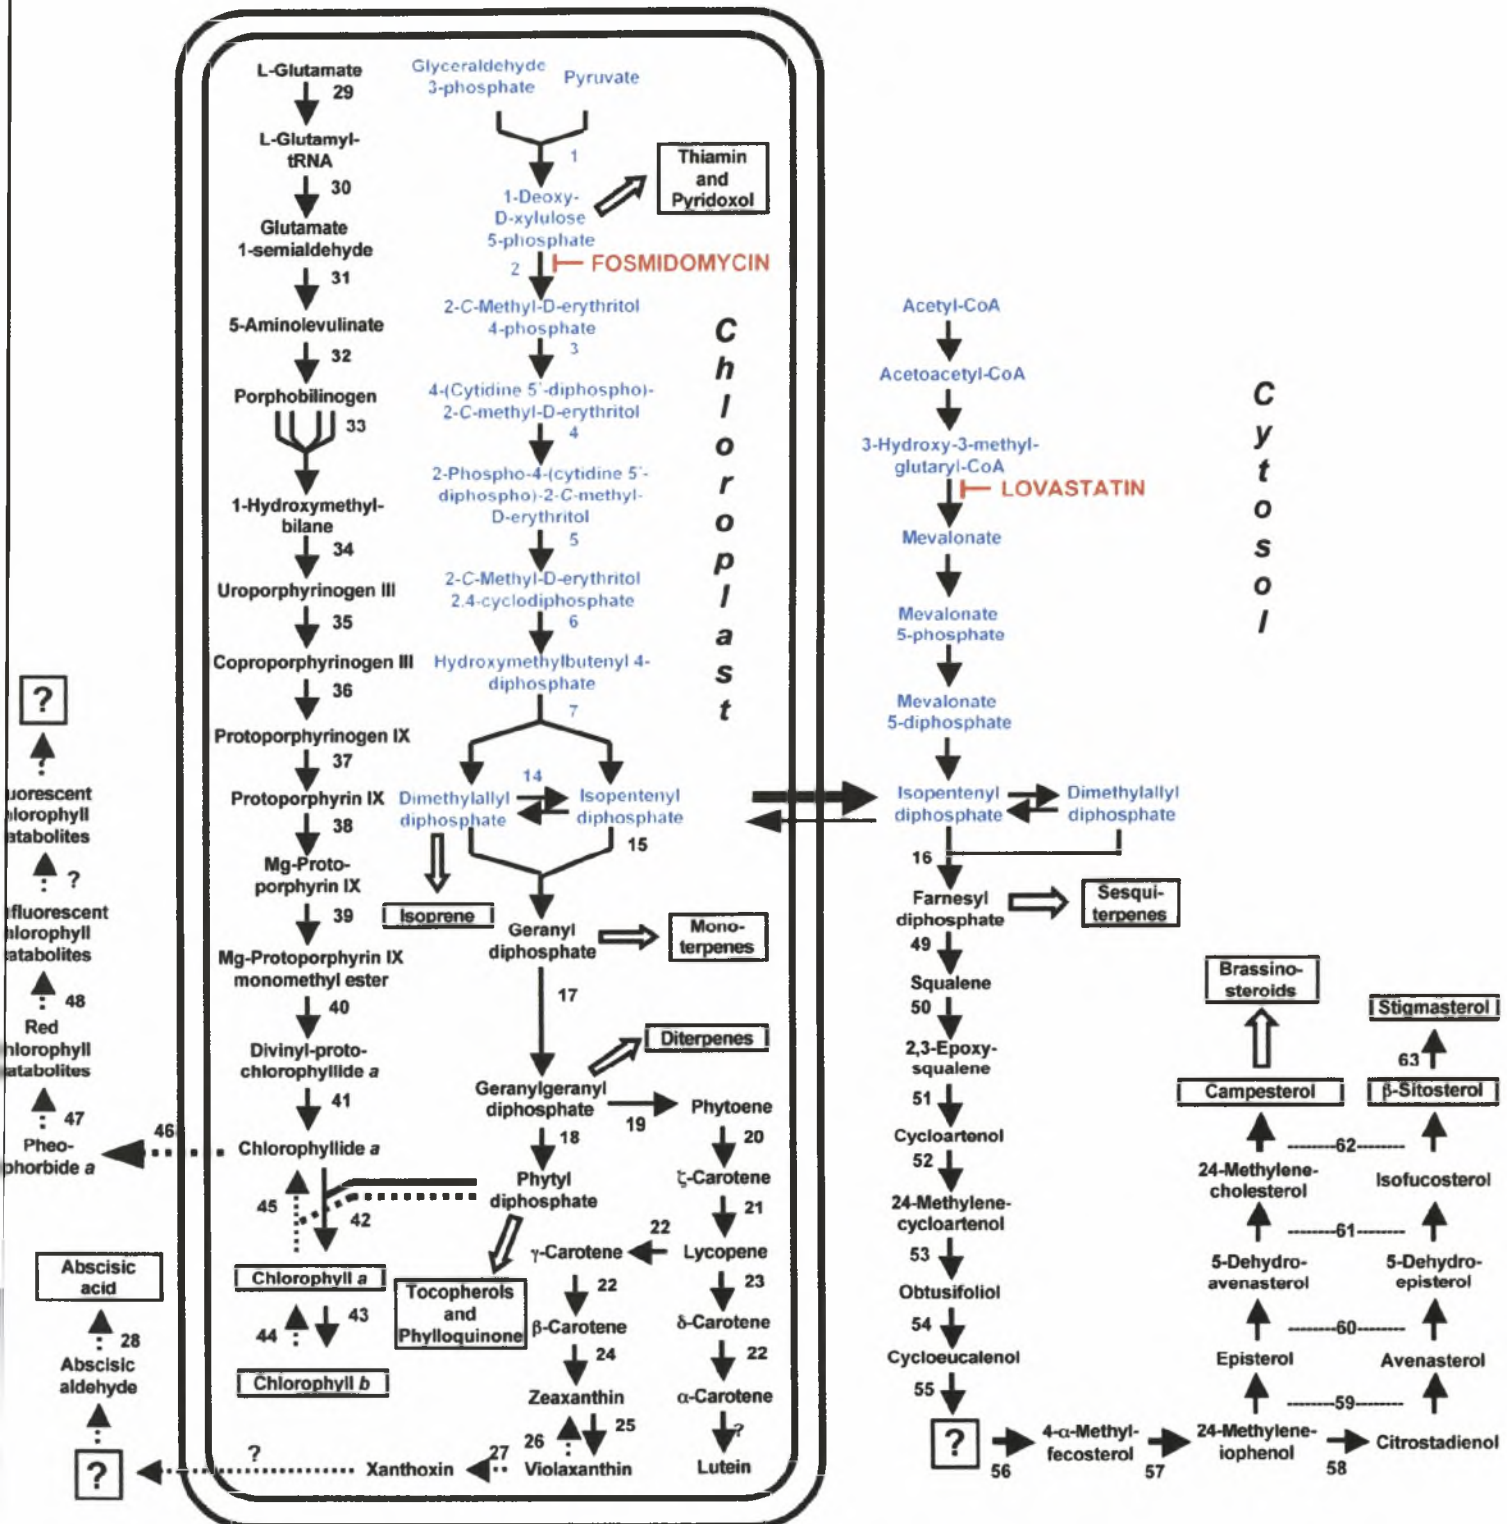 L-Glutamate
29
L-Glutamyl-
tRNA
30
Glutamate
1-semialdehyde
31
5-Aminolevulinate
32
Porphobilinogen
33
1-Hydroxymethyl-
bilane
34
Uroporphyrinogen III
35
Coproporphyrinogen III
36
Protoporphyrinogen IX
37
Protoporphyrin IX
38
Mg-Proto-
porphyrin IX
39
Mg-Protoporphyrin IX
monomethyl ester
40
Divinyl-proto-
chlorophyllide a
41
Chlorophyllide a
45
42
Chlorophyll a
44
43
Chlorophyll b
Glyceraldehyde
3-phosphate
Pyruvate
1
1-Deoxy-
D-xylulose
5-phosphate
Thiamin
and
Pyridoxol
2
FOSMIDOMYCIN
2-C-Methyl-D-erythritol
4-phosphate
3
4-(Cytidine 5´-diphospho)-
2-C-methyl-D-erythritol
4
2-Phospho-4-(cytidine 5´-
diphospho)-2-C-methyl-
D-erythritol
5
2-C-Methyl-D-erythritol
2.4-cyclodiphosphate
6
Hydroxymethylbutenyl 4-
diphosphate
7
Dimethylallyl
diphosphate
14
Isopentenyl
diphosphate
15
Isoprene
Geranyl
diphosphate
Mono-
terpenes
17
Diterpenes
Geranylgeranyl
diphosphate
19
Phytoene
18
20
Phytyl
diphosphate
ζ-Carotene
21
γ-Carotene
22
Lycopene
Tocopherols
and
Phylloquinone
22
23
β-Carotene
δ-Carotene
24
22
Zeaxanthin
α-Carotene
26
25
?
Violaxanthin
Lutein
27
Xanthoxin
?
?
Abscisic
aldehyde
28
Abscisic
acid
46
Pheo-
phorbide a
47
Red
hlorophyll
atabolites
48
fluorescent
hlorophyll
atabolites
?
uorescent
hlorophyll
atabolites
?
?
Chloroplast
Acetyl-CoA
Acetoacetyl-CoA
3-Hydroxy-3-methyl-
glutaryl-CoA
LOVASTATIN
Mevalonate
Mevalonate
5-phosphate
Mevalonate
5-diphosphate
Isopentenyl
diphosphate
Dimethylallyl
diphosphate
16
Farnesyl
diphosphate
Sesqui-
terpenes
49
Squalene
50
2,3-Epoxy-
squalene
51
Cycloartenol
52
24-Methylene-
cycloartenol
53
Obtusifoliol
54
Cycloeucalenol
55
?
56
4-α-Methyl-
fecosterol
57
24-Methylene-
iophenol
58
Citrostadienol
59
Episterol
Avenasterol
60
5-Dehydro-
avenasterol
5-Dehydro-
episterol
61
24-Methylene-
cholesterol
Isofucosterol
62
Campesterol
β-Sitosterol
63
Brassino-
steroids
Stigmasterol
Cytosol